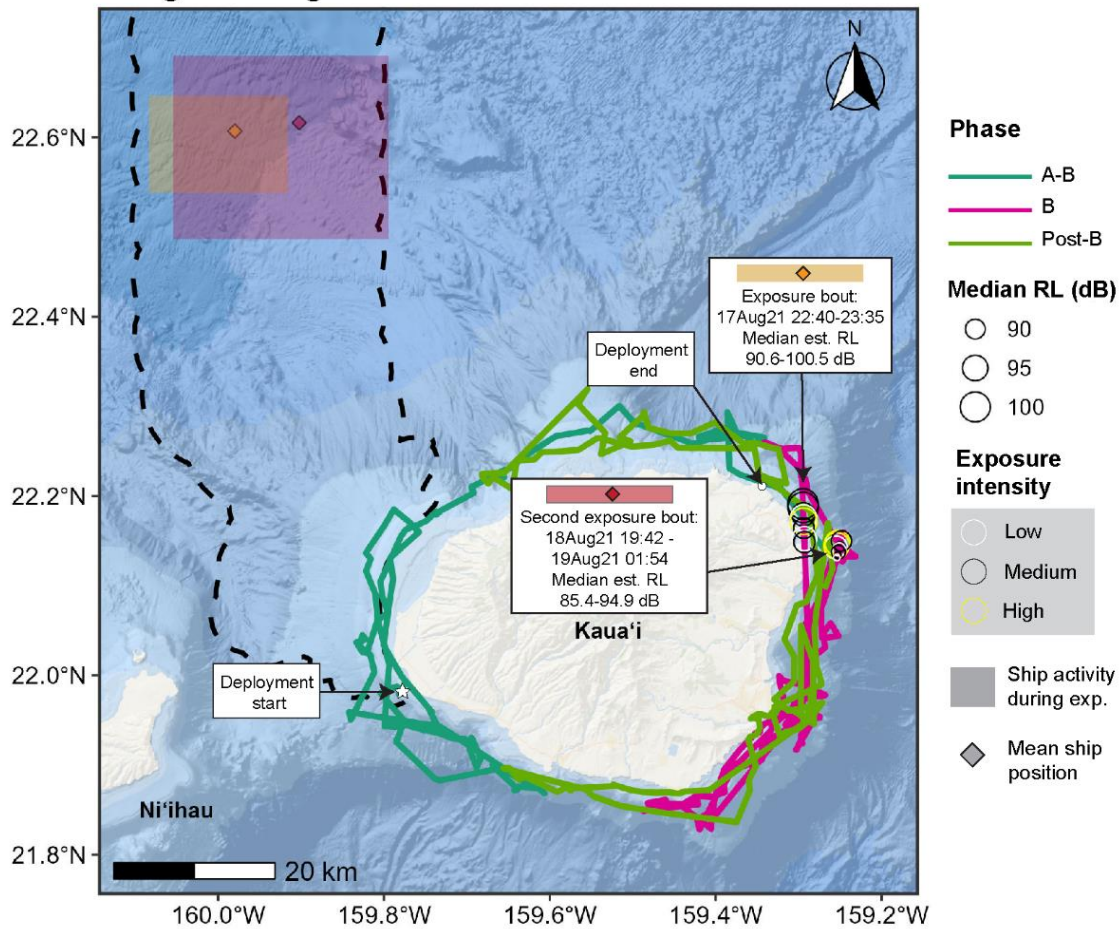 N
22.6°N
22.4°N
22.2°N
22.0°N
21.8°N
160.0°W
159.8°W
159.6°W
159.4°W
159.2°W
Exposure bout:
17Aug21 22:40-23:35
Median est. RL
90.6-100.5 dB
Deployment
end
Second exposure bout:
18Aug21 19:42 -
19Aug21 01:54
Median est. RL
85.4-94.9 dB
Kauaʻi
Deployment
start
Niʻihau
20 km
Phase
A-B
B
Post-B
Median RL (dB)
90
95
100
Exposure
intensity
Low
Medium
High
Ship activity
during exp.
Mean ship
position